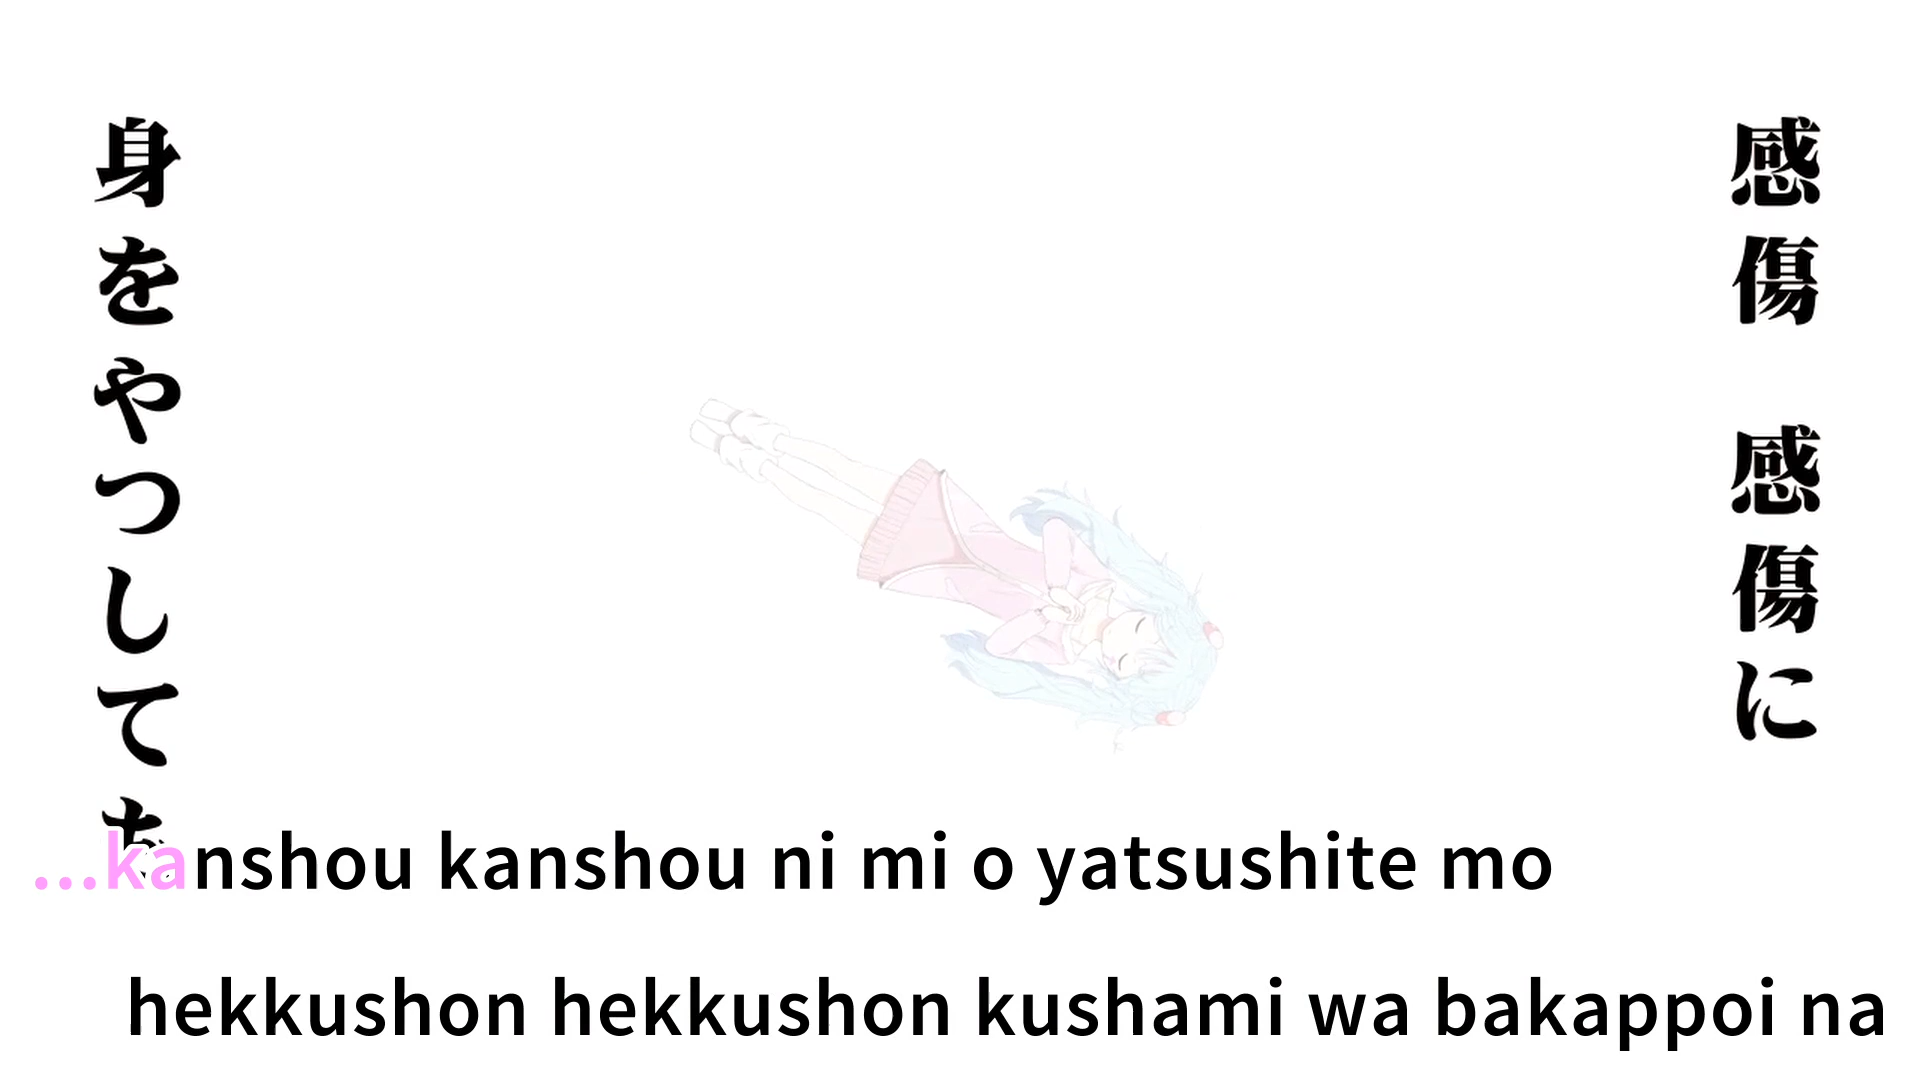 感傷 感傷に
身をやつしても
...kanshou kanshou ni mi o yatsushite mo
hekkushon hekkushon kushami wa bakappoi na